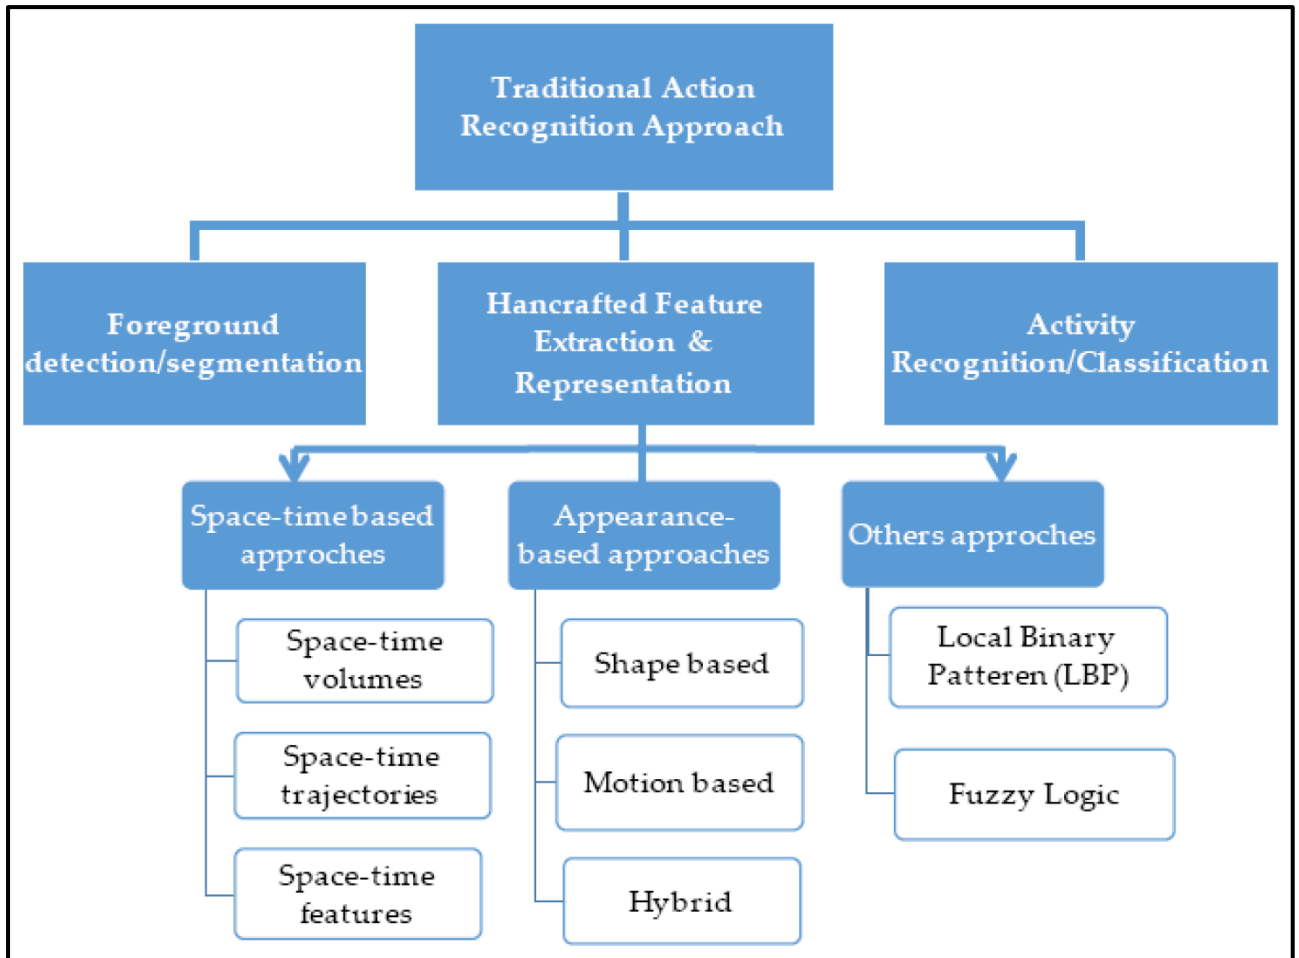 Traditional Action
Recognition Approach
Foreground
detection/segmentation
Hancrafted Feature
Extraction &
Representation
Activity
Recognition/Classification
Space-time based
approches
Appearance-
based approaches
Others approches
Space-time
volumes
Space-time
trajectories
Space-time
features
Shape based
Motion based
Hybrid
Local Binary
Patteren (LBP)
Fuzzy Logic